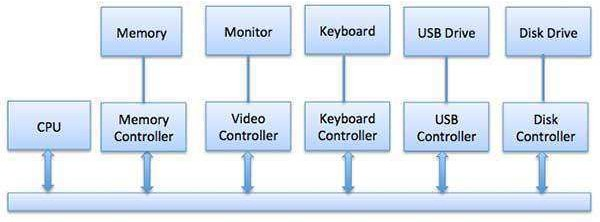 Memory
Monitor
Keyboard
USB Drive
Disk Drive
CPU
Memory
Controller
Video
Controller
Keyboard
Controller
USB
Controller
Disk
Controller